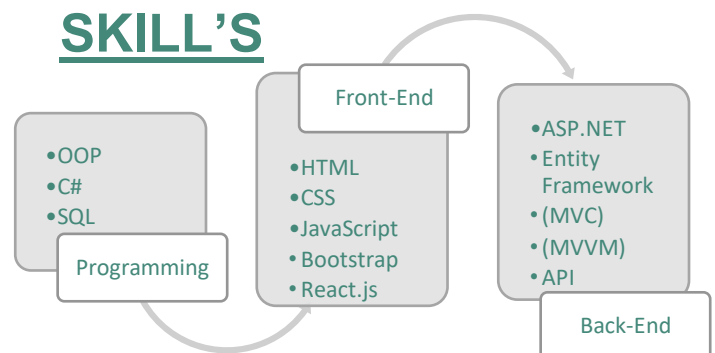 SKILL’S
•OOP
•C#
•SQL
Programming
Front-End
•HTML
•CSS
•JavaScript
•Bootstrap
•React.js
•ASP.NET
•Entity
Framework
•(MVC)
•(MVVM)
•API
Back-End